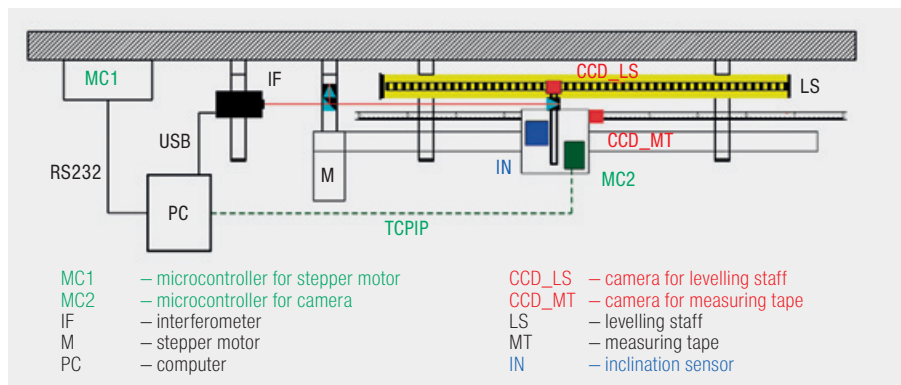 MC1
IF
CCD_LS
LS
USB
CCD_MT
RS232
M
IN
MC2
PC
TCPIP
MC1 – microcontroller for stepper motor
MC2 – microcontroller for camera
IF – interferometer
M – stepper motor
PC – computer
CCD_LS – camera for levelling staff
CCD_MT – camera for measuring tape
LS – levelling staff
MT – measuring tape
IN – inclination sensor